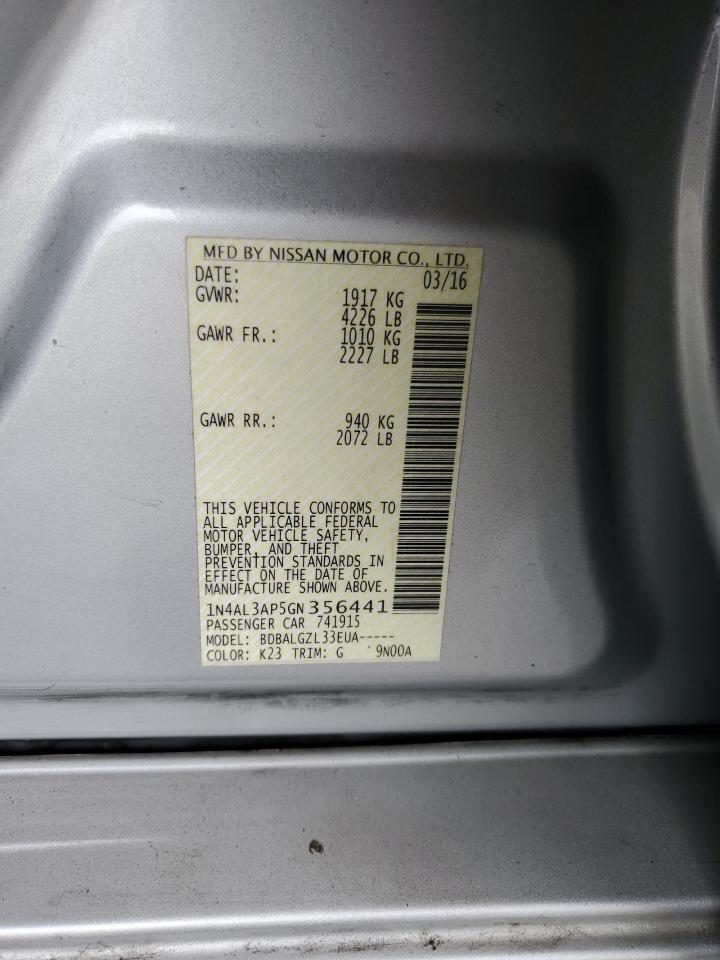 MFD BY NISSAN MOTOR CO., LTD.
DATE: 03/16
GVWR: 1917 KG
4226 LB
GAWR FR.: 1010 KG
2227 LB
GAWR RR.: 940 KG
2072 LB
THIS VEHICLE CONFORMS TO
ALL APPLICABLE FEDERAL
MOTOR VEHICLE SAFETY,
BUMPER, AND THEFT
PREVENTION STANDARDS IN
EFFECT ON THE DATE OF
MANUFACTURE SHOWN ABOVE.
1N4AL3AP5GN356441
PASSENGER CAR 741915
MODEL: BDBALGZL33EUA-----
COLOR: K23 TRIM: G 9N00A